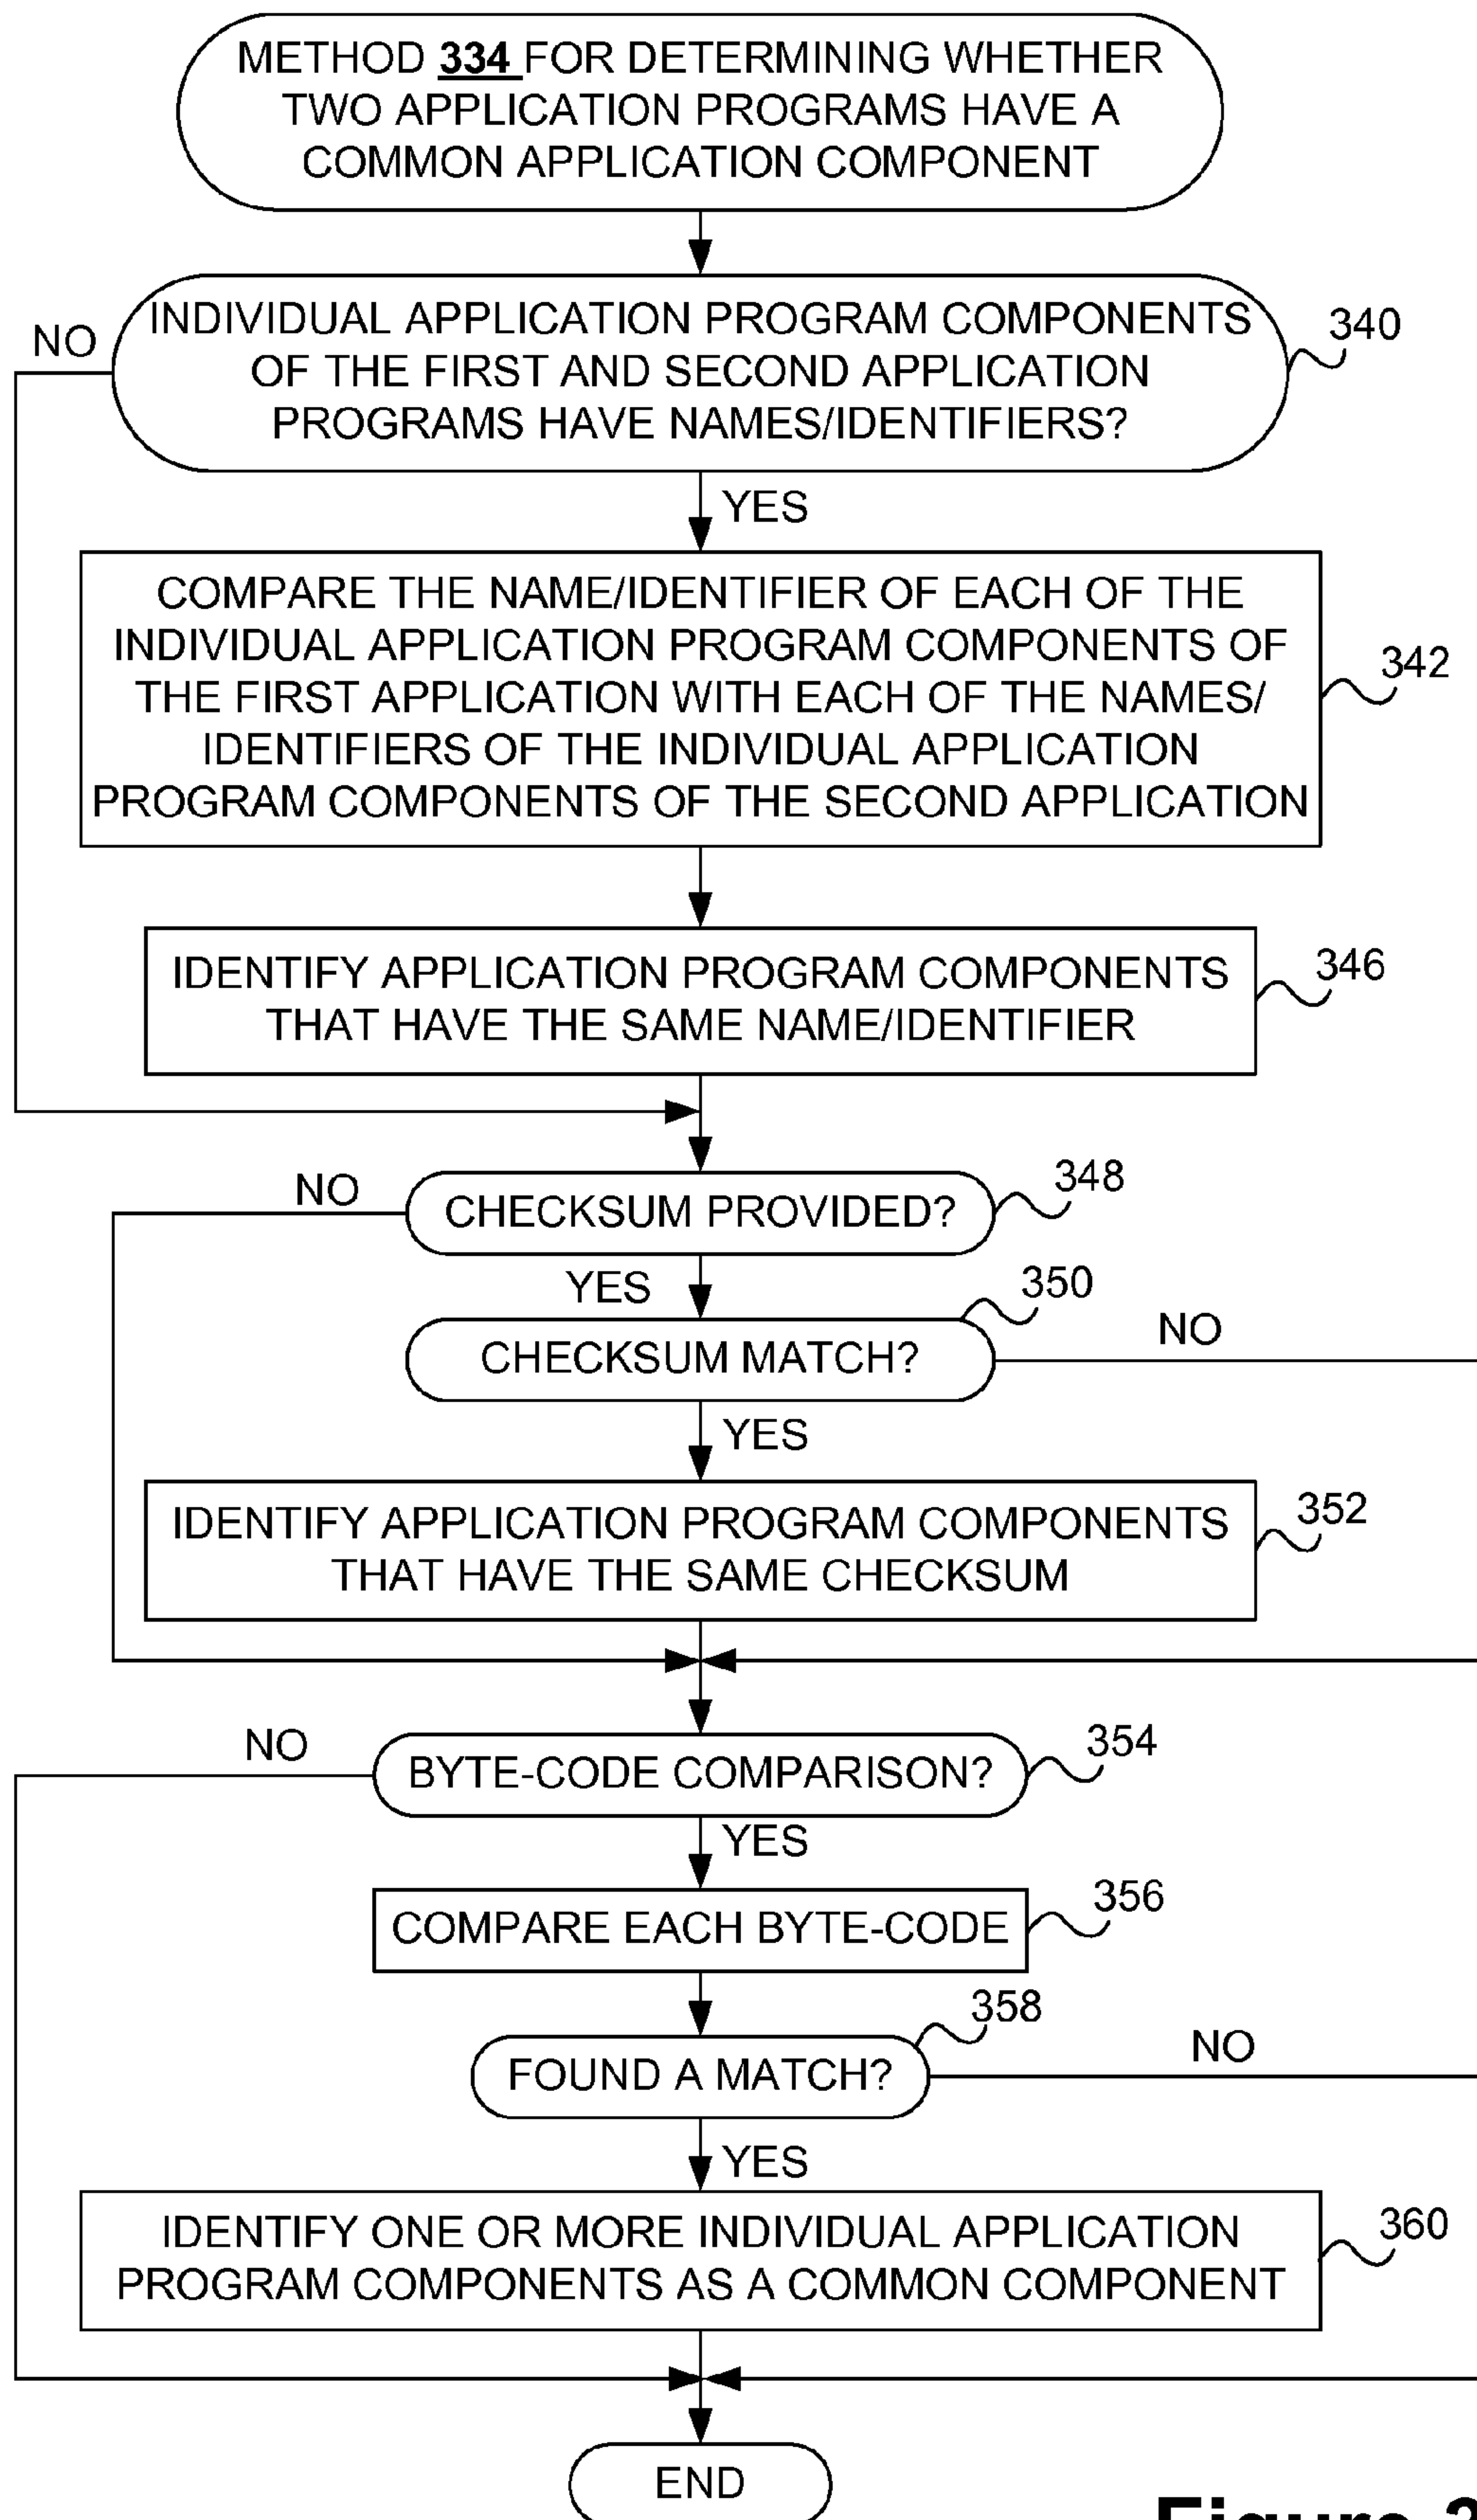 METHOD 334 FOR DETERMINING WHETHER
TWO APPLICATION PROGRAMS HAVE A
COMMON APPLICATION COMPONENT
INDIVIDUAL APPLICATION PROGRAM COMPONENTS
OF THE FIRST AND SECOND APPLICATION
PROGRAMS HAVE NAMES/IDENTIFIERS?
340
NO
YES
COMPARE THE NAME/IDENTIFIER OF EACH OF THE
INDIVIDUAL APPLICATION PROGRAM COMPONENTS OF
THE FIRST APPLICATION WITH EACH OF THE NAMES/
IDENTIFIERS OF THE INDIVIDUAL APPLICATION
PROGRAM COMPONENTS OF THE SECOND APPLICATION
342
IDENTIFY APPLICATION PROGRAM COMPONENTS
THAT HAVE THE SAME NAME/IDENTIFIER
346
NO
CHECKSUM PROVIDED?
348
YES
350
CHECKSUM MATCH?
NO
YES
IDENTIFY APPLICATION PROGRAM COMPONENTS
THAT HAVE THE SAME CHECKSUM
352
NO
BYTE-CODE COMPARISON?
354
YES
COMPARE EACH BYTE-CODE
356
358
FOUND A MATCH?
NO
YES
IDENTIFY ONE OR MORE INDIVIDUAL APPLICATION
PROGRAM COMPONENTS AS A COMMON COMPONENT
360
END
Figure